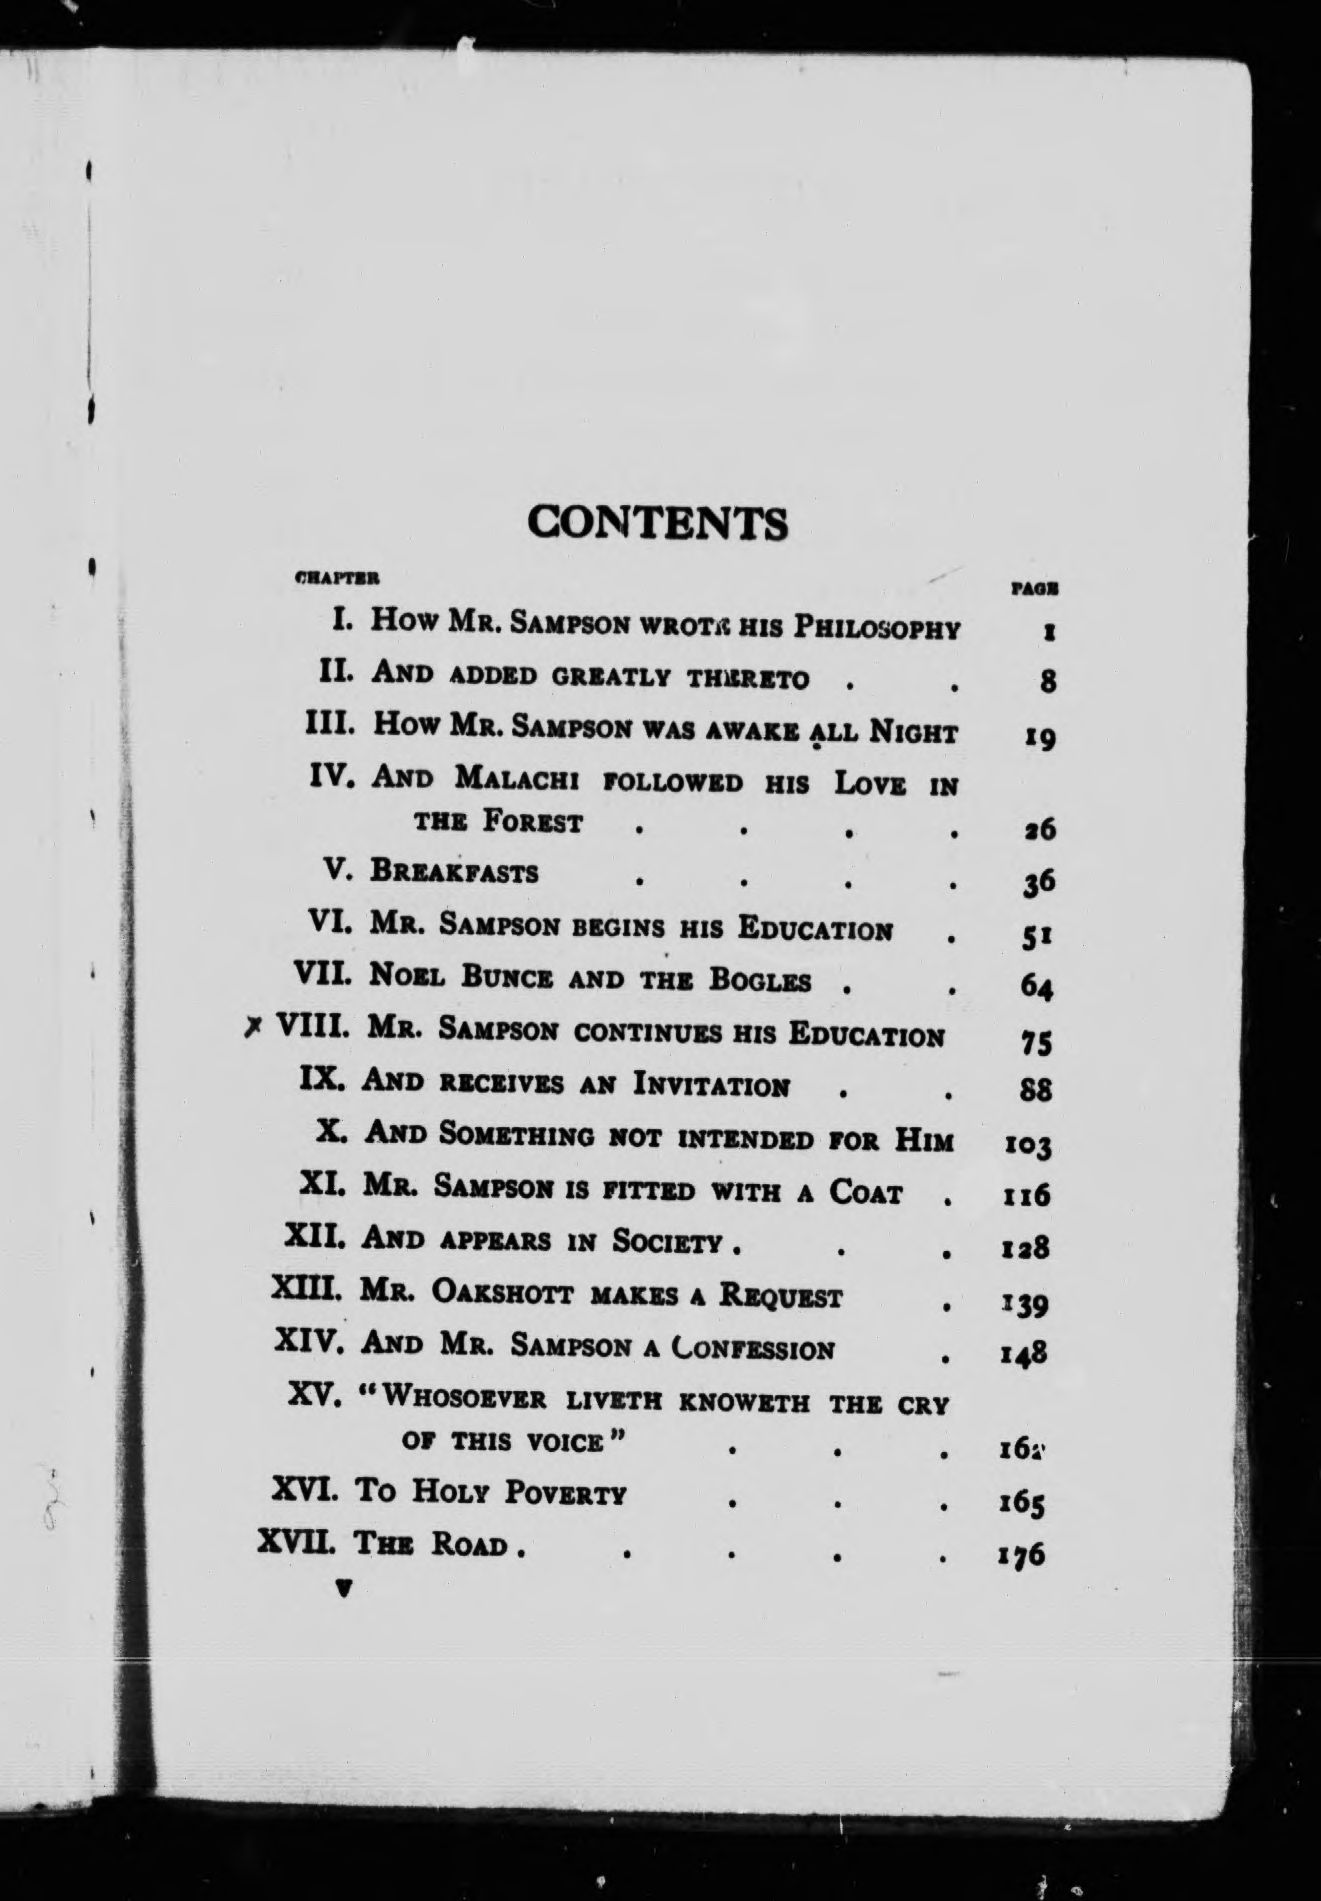 CONTENTS
CHAPTER PAGE
I. How Mr. Sampson wrote his Philosophy 1
II. And added greatly thereto . . 8
III. How Mr. Sampson was awake all Night 19
IV. And Malachi followed his Love in
the Forest . . . . 26
V. Breakfasts . . . . 36
VI. Mr. Sampson begins his Education . 51
VII. Noel Bunce and the Bogles . . 64
x VIII. Mr. Sampson continues his Education 75
IX. And receives an Invitation . . 88
X. And Something not intended for Him 103
XI. Mr. Sampson is fitted with a Coat . 116
XII. And appears in Society . . . 128
XIII. Mr. Oakshott makes a Request . 139
XIV. And Mr. Sampson a Confession . 148
XV. "Whosoever liveth knoweth the cry
of this voice" . . .
XVI. To Holy Poverty . . . 165
XVII. The Road . . . . . 176
v